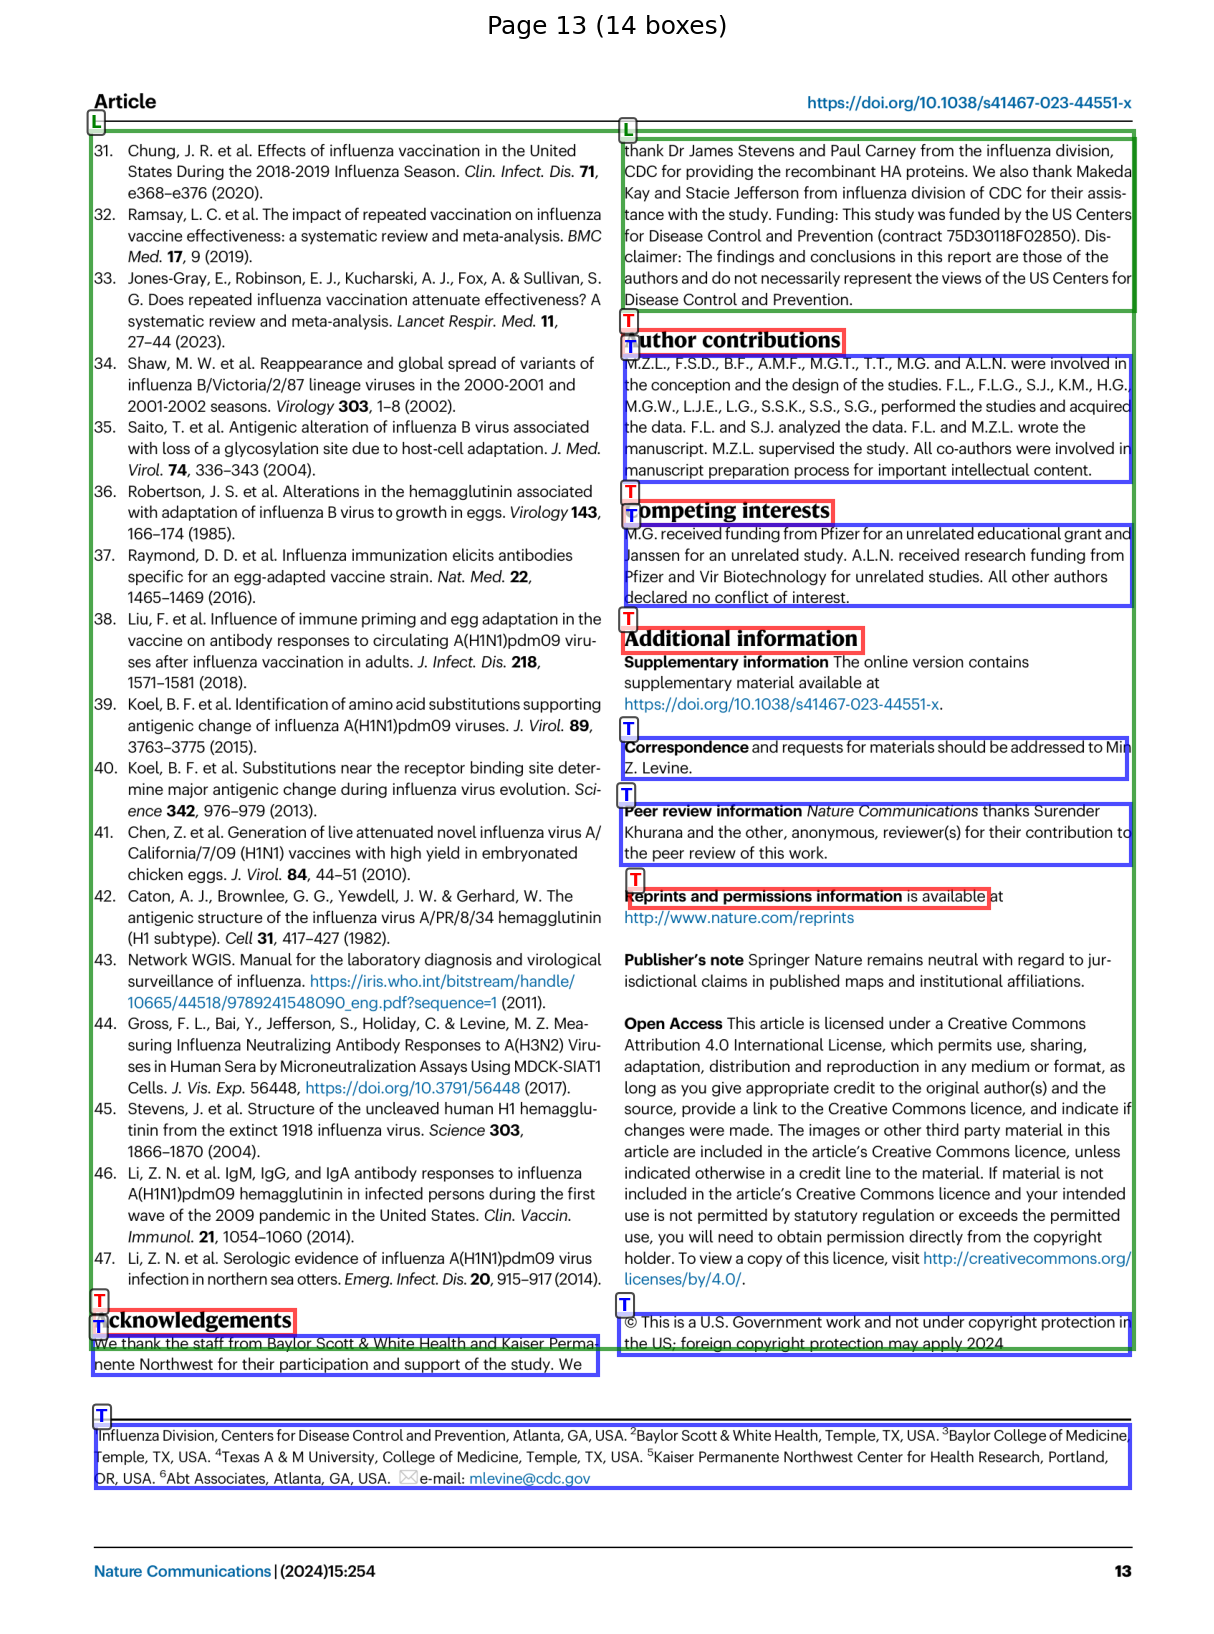 Page 13 (14 boxes)
Article
https://doi.org/10.1038/s41467-023-44551-x
L
31. Chung, J. R. et al. Effects of influenza vaccination in the United
States During the 2018-2019 Influenza Season. Clin. Infect. Dis. 71,
e368–e376 (2020).
32. Ramsay, L. C. et al. The impact of repeated vaccination on influenza
vaccine effectiveness: a systematic review and meta-analysis. BMC
Med. 17, 9 (2019).
33. Jones-Gray, E., Robinson, E. J., Kucharski, A. J., Fox, A. & Sullivan, S.
G. Does repeated influenza vaccination attenuate effectiveness? A
systematic review and meta-analysis. Lancet Respir. Med. 11,
27–44 (2023).
34. Shaw, M. W. et al. Reappearance and global spread of variants of
influenza B/Victoria/2/87 lineage viruses in the 2000-2001 and
2001-2002 seasons. Virology 303, 1–8 (2002).
35. Saito, T. et al. Antigenic alteration of influenza B virus associated
with loss of a glycosylation site due to host-cell adaptation. J. Med.
Virol. 74, 336–343 (2004).
36. Robertson, J. S. et al. Alterations in the hemagglutinin associated
with adaptation of influenza B virus to growth in eggs. Virology 143,
166–174 (1985).
37. Raymond, D. D. et al. Influenza immunization elicits antibodies
specific for an egg-adapted vaccine strain. Nat. Med. 22,
1465–1469 (2016).
38. Liu, F. et al. Influence of immune priming and egg adaptation in the
vaccine on antibody responses to circulating A(H1N1)pdm09 viru-
ses after influenza vaccination in adults. J. Infect. Dis. 218,
1571–1581 (2018).
39. Koel, B. F. et al. Identification of amino acid substitutions supporting
antigenic change of influenza A(H1N1)pdm09 viruses. J. Virol. 89,
3763–3775 (2015).
40. Koel, B. F. et al. Substitutions near the receptor binding site deter-
mine major antigenic change during influenza virus evolution. Sci-
ence 342, 976–979 (2013).
41. Chen, Z. et al. Generation of live attenuated novel influenza virus A/
California/7/09 (H1N1) vaccines with high yield in embryonated
chicken eggs. J. Virol. 84, 44–51 (2010).
42. Caton, A. J., Brownlee, G. G., Yewdell, J. W. & Gerhard, W. The
antigenic structure of the influenza virus A/PR/8/34 hemagglutinin
(H1 subtype). Cell 31, 417–427 (1982).
43. Network WGIS. Manual for the laboratory diagnosis and virological
surveillance of influenza. https://iris.who.int/bitstream/handle/
10665/44518/9789241548090_eng.pdf?sequence=1 (2011).
44. Gross, F. L., Bai, Y., Jefferson, S., Holiday, C. & Levine, M. Z. Mea-
suring Influenza Neutralizing Antibody Responses to A(H3N2) Viru-
ses in Human Sera by Microneutralization Assays Using MDCK-SIAT1
Cells. J. Vis. Exp. 56448, https://doi.org/10.3791/56448 (2017).
45. Stevens, J. et al. Structure of the uncleaved human H1 hemagglu-
tinin from the extinct 1918 influenza virus. Science 303,
1866–1870 (2004).
46. Li, Z. N. et al. IgM, IgG, and IgA antibody responses to influenza
A(H1N1)pdm09 hemagglutinin in infected persons during the first
wave of the 2009 pandemic in the United States. Clin. Vaccin.
Immunol. 21, 1054–1060 (2014).
47. Li, Z. N. et al. Serologic evidence of influenza A(H1N1)pdm09 virus
infection in northern sea otters. Emerg. Infect. Dis. 20, 915–917 (2014).
T
cknowledgements
T
We thank the staff from Baylor Scott & White Health and Kaiser Perma-
nente Northwest for their participation and support of the study. We
L
thank Dr James Stevens and Paul Carney from the influenza division,
CDC for providing the recombinant HA proteins. We also thank Makeda
Kay and Stacie Jefferson from influenza division of CDC for their assis-
tance with the study. Funding: This study was funded by the US Centers
for Disease Control and Prevention (contract 75D30118F02850). Dis-
claimer: The findings and conclusions in this report are those of the
authors and do not necessarily represent the views of the US Centers for
Disease Control and Prevention.
T
uthor contributions
T
M.Z.L., F.S.D., B.F., A.M.F., M.G.T., T.T., M.G. and A.L.N. were involved in
the conception and the design of the studies. F.L., F.L.G., S.J., K.M., H.G.,
M.G.W., L.J.E., L.G., S.S.K., S.S., S.G., performed the studies and acquired
the data. F.L. and S.J. analyzed the data. F.L. and M.Z.L. wrote the
manuscript. M.Z.L. supervised the study. All co-authors were involved in
manuscript preparation process for important intellectual content.
T
ompeting interests
T
M.G. received funding from Pfizer for an unrelated educational grant and
Janssen for an unrelated study. A.L.N. received research funding from
Pfizer and Vir Biotechnology for unrelated studies. All other authors
declared no conflict of interest.
T
Additional information
Supplementary information The online version contains
supplementary material available at
https://doi.org/10.1038/s41467-023-44551-x.
T
Correspondence and requests for materials should be addressed to Min
Z. Levine.
T
Peer review information Nature Communications thanks Surender
Khurana and the other, anonymous, reviewer(s) for their contribution to
the peer review of this work.
T
Reprints and permissions information is available at
http://www.nature.com/reprints
Publisher's note Springer Nature remains neutral with regard to jur-
isdictional claims in published maps and institutional affiliations.
Open Access This article is licensed under a Creative Commons
Attribution 4.0 International License, which permits use, sharing,
adaptation, distribution and reproduction in any medium or format, as
long as you give appropriate credit to the original author(s) and the
source, provide a link to the Creative Commons licence, and indicate if
changes were made. The images or other third party material in this
article are included in the article's Creative Commons licence, unless
indicated otherwise in a credit line to the material. If material is not
included in the article's Creative Commons licence and your intended
use is not permitted by statutory regulation or exceeds the permitted
use, you will need to obtain permission directly from the copyright
holder. To view a copy of this licence, visit http://creativecommons.org/
licenses/by/4.0/.
T
© This is a U.S. Government work and not under copyright protection in
the US; foreign copyright protection may apply 2024
T
Influenza Division, Centers for Disease Control and Prevention, Atlanta, GA, USA. 2Baylor Scott & White Health, Temple, TX, USA. 3Baylor College of Medicine,
Temple, TX, USA. 4Texas A & M University, College of Medicine, Temple, TX, USA. 5Kaiser Permanente Northwest Center for Health Research, Portland,
OR, USA. 6Abt Associates, Atlanta, GA, USA. e-mail: mlevine@cdc.gov
Nature Communications | (2024)15:254
13